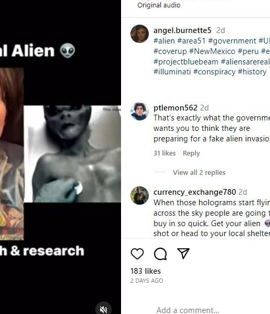 Original audio
al Alien 👽
h & research
angel.burnette5 2d
#alien #area51 #government #U
#coverup #NewMexico #peru #e
#projectbluebeam #aliensarereal
#illuminati #conspiracy #history
ptlemon562 2d
That's exactly what the governme
wants you to think they are
preparing for a fake alien invasio
31 likes Reply
View all 2 replies
currency_exchange780 2d
When those holograms start flyin
across the sky people are going t
buy in so quick. Get your alien 👽
shot or head to your local shelter
183 likes
2 DAYS AGO
Add a comment...